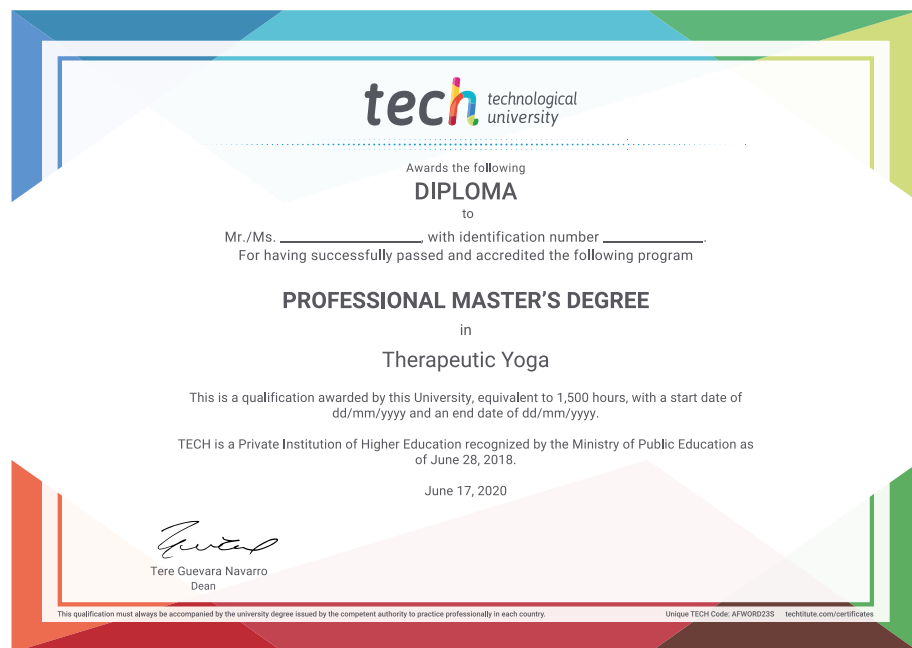 tech technological
university
Awards the following
DIPLOMA
to
Mr./Ms. ____________________, with identification number ______________.
For having successfully passed and accredited the following program
PROFESSIONAL MASTER'S DEGREE
in
Therapeutic Yoga
This is a qualification awarded by this University, equivalent to 1,500 hours, with a start date of
dd/mm/yyyy and an end date of dd/mm/yyyy.
TECH is a Private Institution of Higher Education recognized by the Ministry of Public Education as
of June 28, 2018.
June 17, 2020
Tere Guevara Navarro
Dean
This qualification must always be accompanied by the university degree issued by the competent authority to practice professionally in each country.
Unique TECH Code: AFWORD23S techtitute.com/certificates